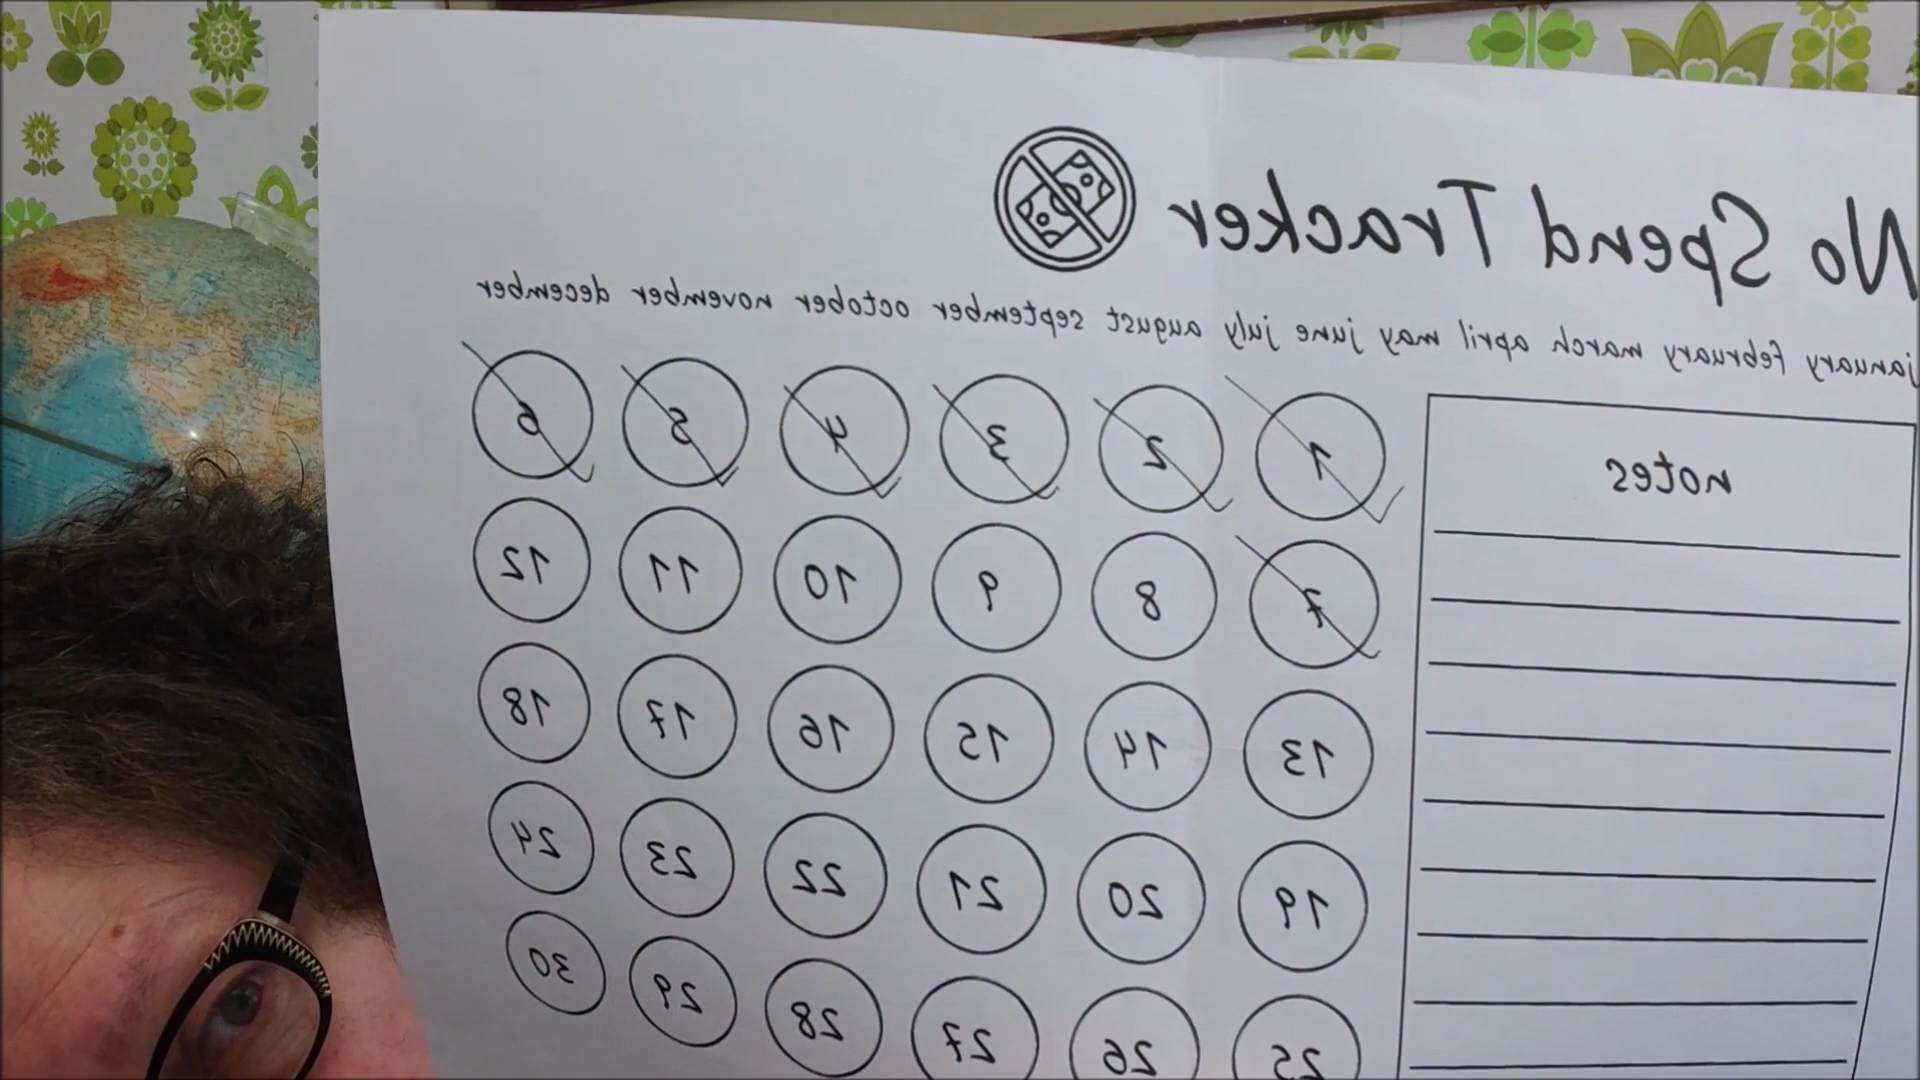 No Spend Tracker
january february march april may june july august september october november december
notes
1 2 3 4 5 6
7 8 9 10 11 12
13 14 15 16 17 18
19 20 21 22 23 24
25 26 27 28 29 30